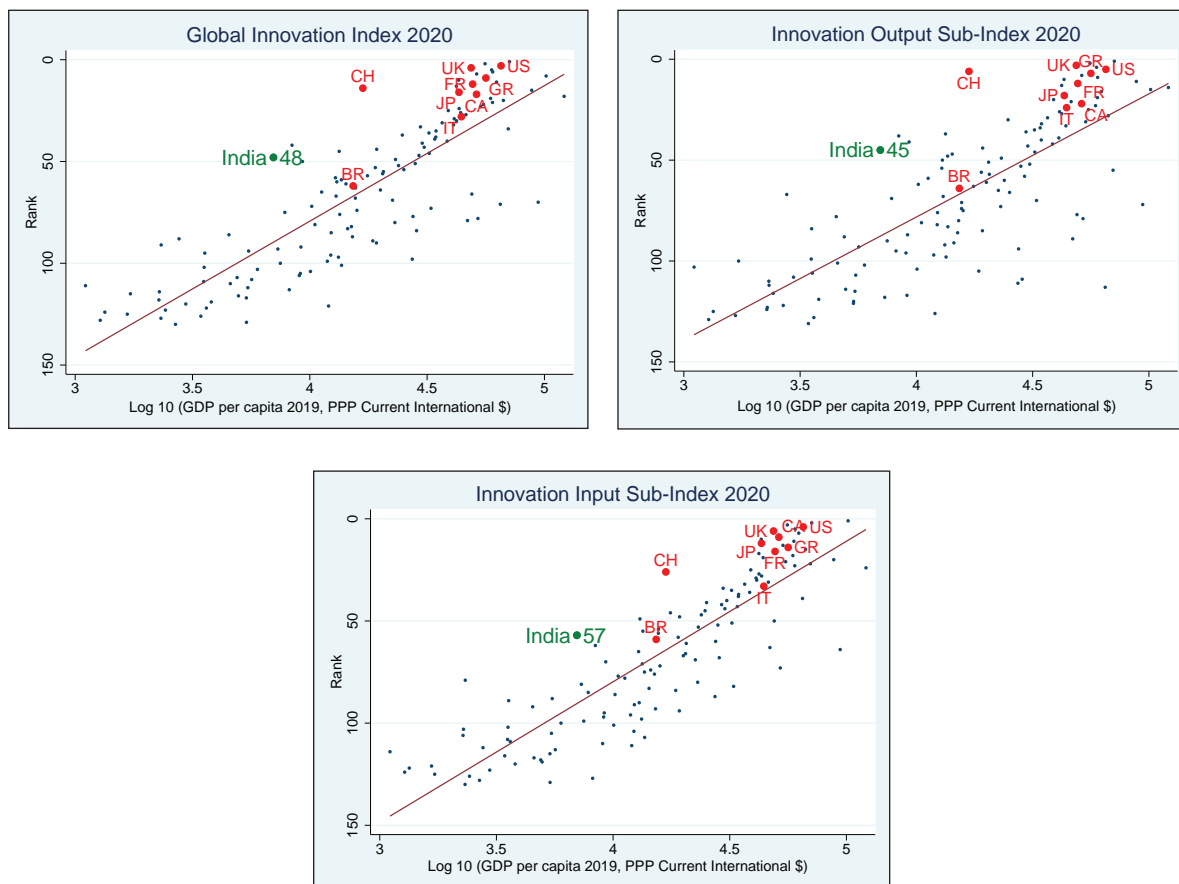 Global Innovation Index 2020
0
50
100
150
Rank
CH
UK
US
FR
GR
JP
CA
IT
India 48
BR
3
3.5
4
4.5
5
Log 10 (GDP per capita 2019, PPP Current International $)
Innovation Output Sub-Index 2020
0
50
100
150
Rank
CH
UK
GR
US
JP
FR
IT
CA
India 45
BR
3
3.5
4
4.5
5
Log 10 (GDP per capita 2019, PPP Current International $)
Innovation Input Sub-Index 2020
0
50
100
150
Rank
CH
UK
CA
US
JP
GR
FR
IT
BR
India 57
3
3.5
4
4.5
5
Log 10 (GDP per capita 2019, PPP Current International $)